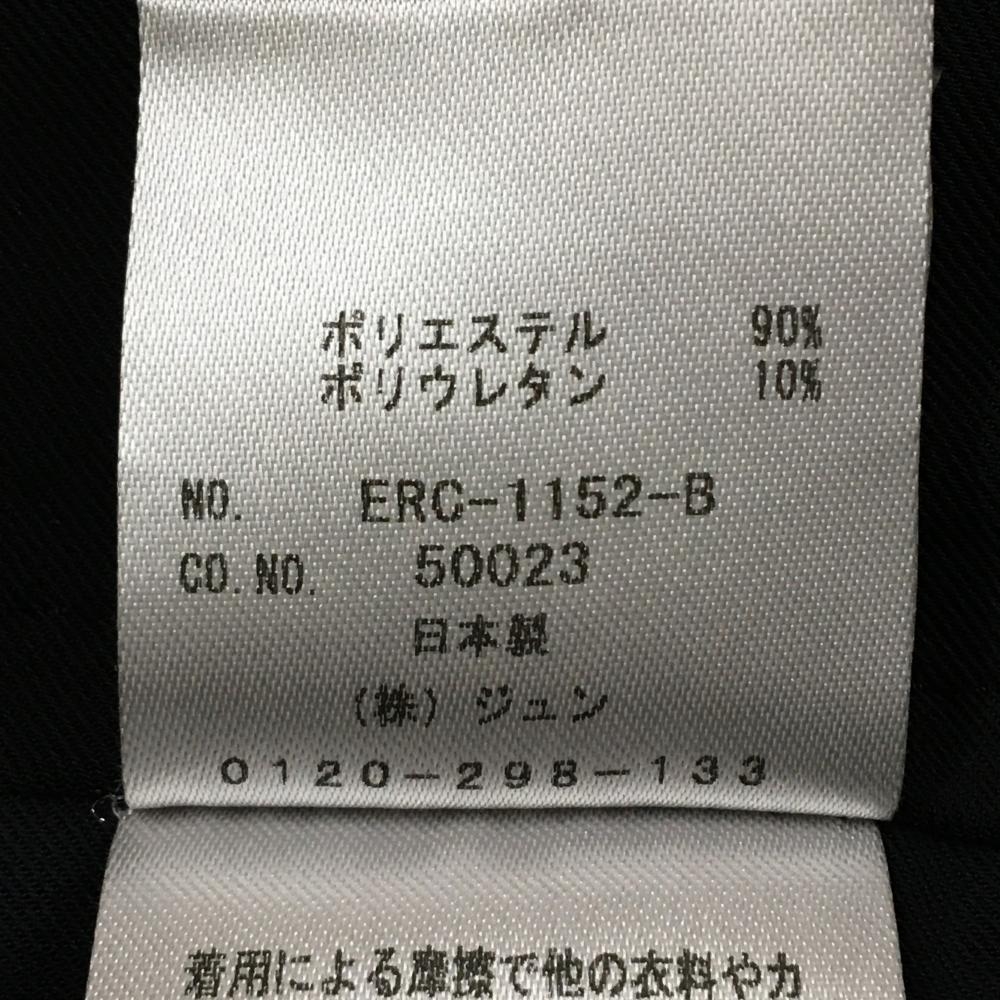 ポリエステル 90%
ポリウレタン 10%
NO. ERC-1152-B
CO.NO. 50023
日本製
(株)ジュン
0120-298-133
着用による摩擦で他の衣料やカ